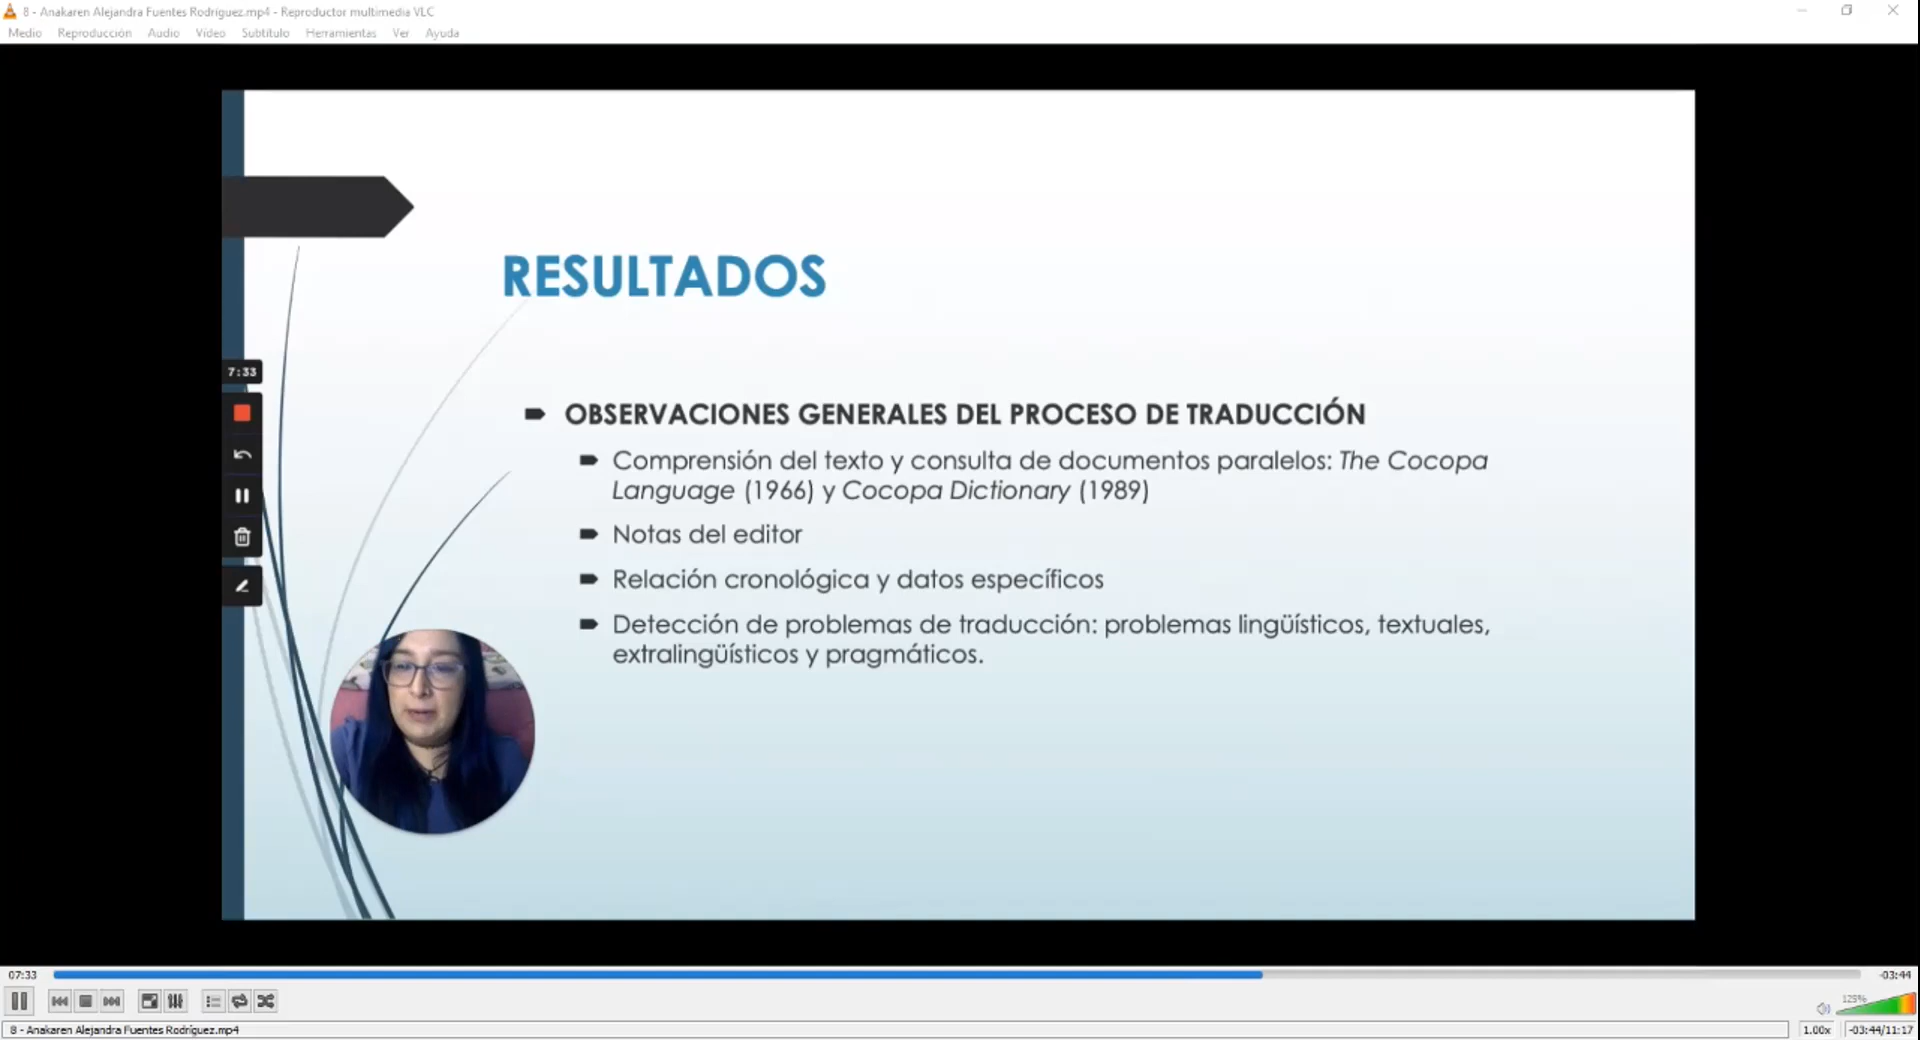 8 - Anakaren Alejandra Fuentes Rodríguez.mp4 - Reproductor multimedia VLC
Medio Reproducción Audio Vídeo Subtítulo Herramientas Ver Ayuda
RESULTADOS
7:33
OBSERVACIONES GENERALES DEL PROCESO DE TRADUCCIÓN
Comprensión del texto y consulta de documentos paralelos: The Cocopa
Language (1966) y Cocopa Dictionary (1989)
Notas del editor
Relación cronológica y datos específicos
Detección de problemas de traducción: problemas lingüísticos, textuales,
extralingüísticos y pragmáticos.
07:33 -03:44
125%
8 - Anakaren Alejandra Fuentes Rodríguez.mp4 1.00x -03:44/11:17